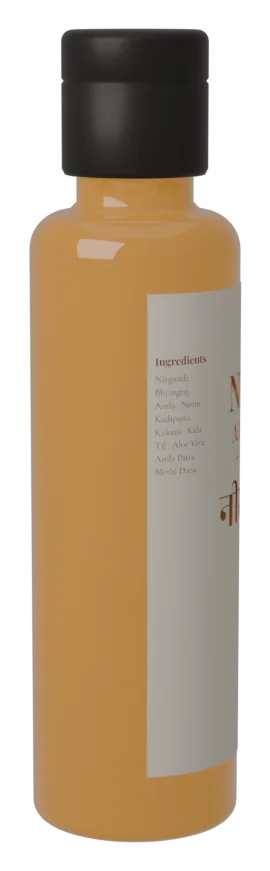 Ingredients
Nirgundi
Bhringraj
Amla Neem
Kadipatta
Kalonji Kala
Til Aloe Vera
Amla Patta
Methi Dana
N
नी